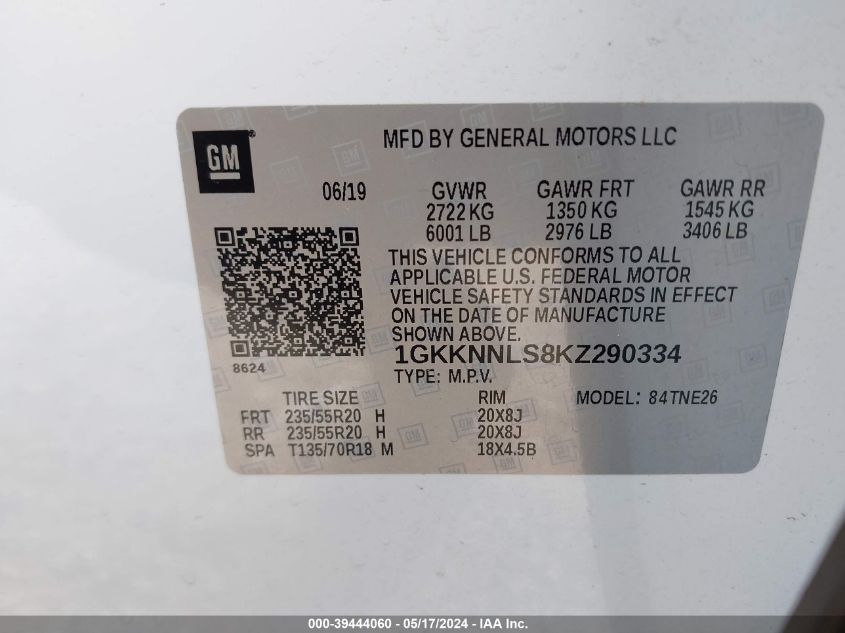 GM®
MFD BY GENERAL MOTORS LLC
06/19 GVWR GAWR FRT GAWR RR
2722 KG 1350 KG 1545 KG
6001 LB 2976 LB 3406 LB
THIS VEHICLE CONFORMS TO ALL
APPLICABLE U.S. FEDERAL MOTOR
VEHICLE SAFETY STANDARDS IN EFFECT
ON THE DATE OF MANUFACTURE
SHOWN ABOVE.
1GKKNNLS8KZ290334
8624
TYPE: M.P.V.
TIRE SIZE RIM MODEL: 84TNE26
FRT 235/55R20 H 20X8J
RR 235/55R20 H 20X8J
SPA T135/70R18 M 18X4.5B
000-39444060 - 05/17/2024 - IAA Inc.